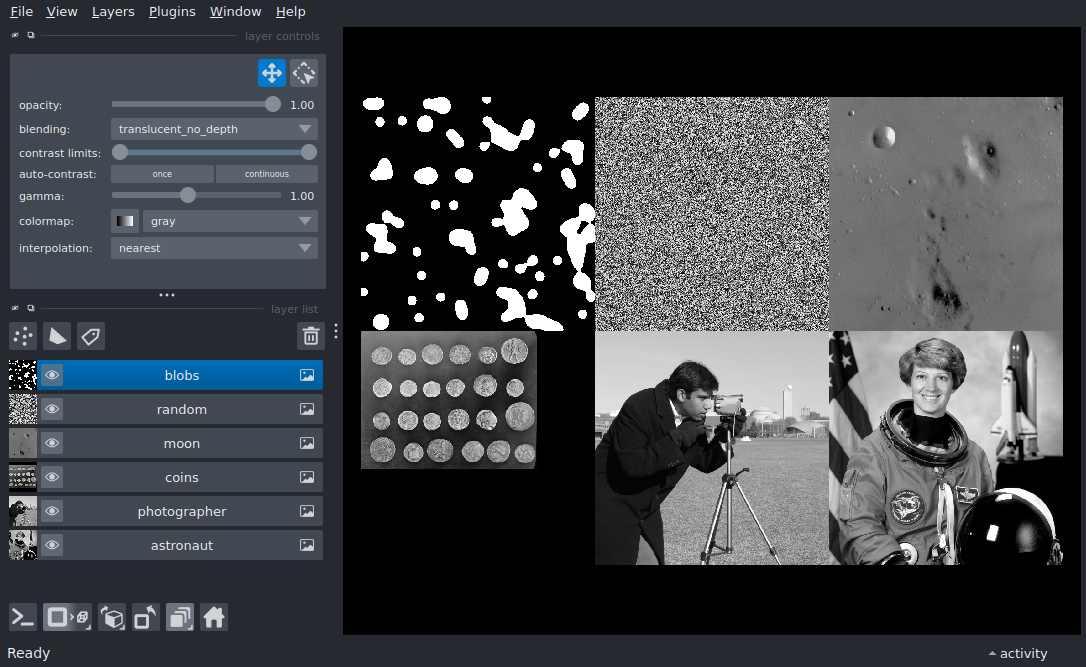 File View Layers Plugins Window Help
layer controls
opacity: 1.00
blending: translucent_no_depth
contrast limits:
auto-contrast: once continuous
gamma: 1.00
colormap: gray
interpolation: nearest
layer list
blobs
random
moon
coins
photographer
astronaut
Ready
activity